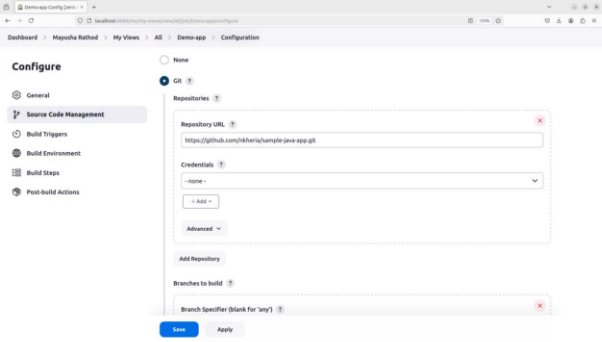 Demo-app Config [Jenk
localhost:8080/me/my-views/view/all/job/Demo-app/configure
120%
Dashboard > Mayusha Rathod > My Views > All > Demo-app > Configuration
Configure
General
Source Code Management
Build Triggers
Build Environment
Build Steps
Post-build Actions
None
Git ?
Repositories ?
Repository URL ?
https://github.com/nkheria/sample-java-app.git
Credentials ?
- none -
+ Add
Advanced
Add Repository
Branches to build ?
Branch Specifier (blank for 'any') ?
Save
Apply